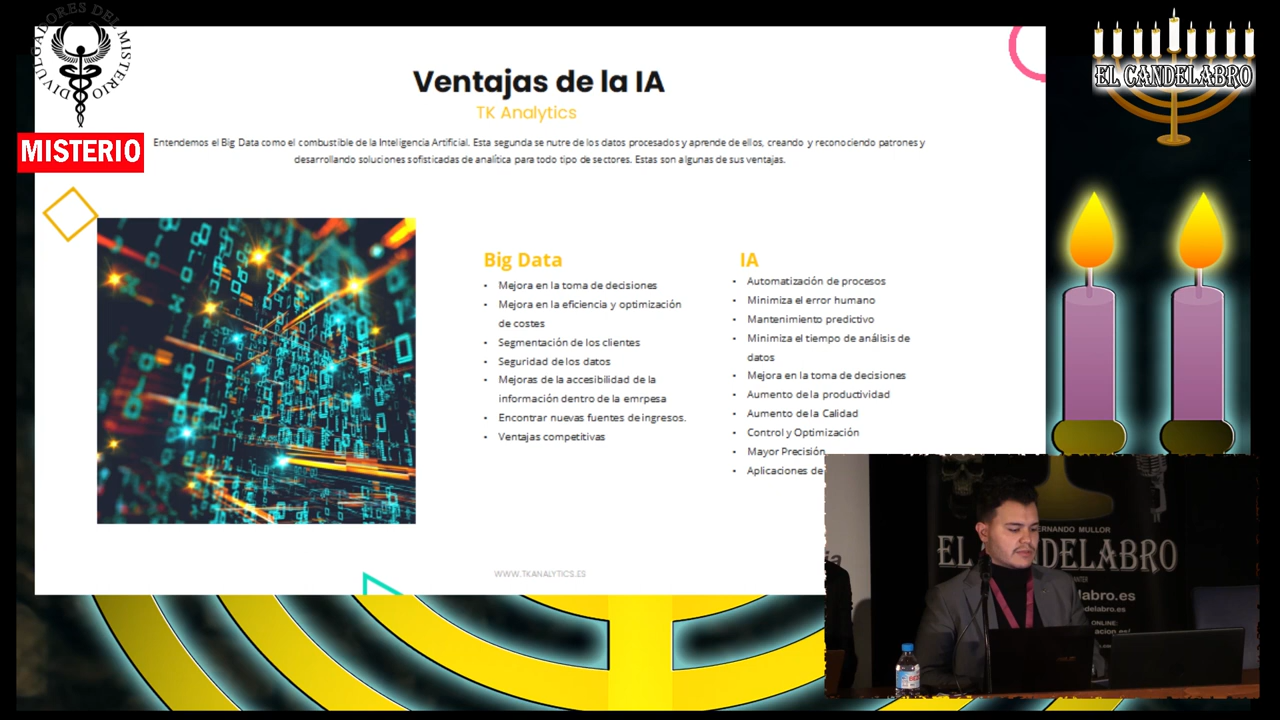 DIVULGADORES DEL MISTERIO
MISTERIO
EL CANDELABRO
Ventajas de la IA
TK Analytics
Entendemos el Big Data como el combustible de la Inteligencia Artificial. Esta segunda se nutre de los datos procesados y aprende de ellos, creando y reconociendo patrones y
desarrollando soluciones sofisticadas de analítica para todo tipo de sectores. Estas son algunas de sus ventajas.
Big Data
• Mejora en la toma de decisiones
• Mejora en la eficiencia y optimización
de costes
• Segmentación de los clientes
• Seguridad de los datos
• Mejoras de la accesibilidad de la
información dentro de la emrpesa
• Encontrar nuevas fuentes de ingresos.
• Ventajas competitivas
IA
• Automatización de procesos
• Minimiza el error humano
• Mantenimiento predictivo
• Minimiza el tiempo de análisis de
datos
• Mejora en la toma de decisiones
• Aumento de la productividad
• Aumento de la Calidad
• Control y Optimización
• Mayor Precisión
• Aplicaciones de
WWW.TKANALYTICS.ES
ERNANDO MULLOR
EL CANDELABRO
labro.es
ndelabro.es
ONLINE:
acion.es/